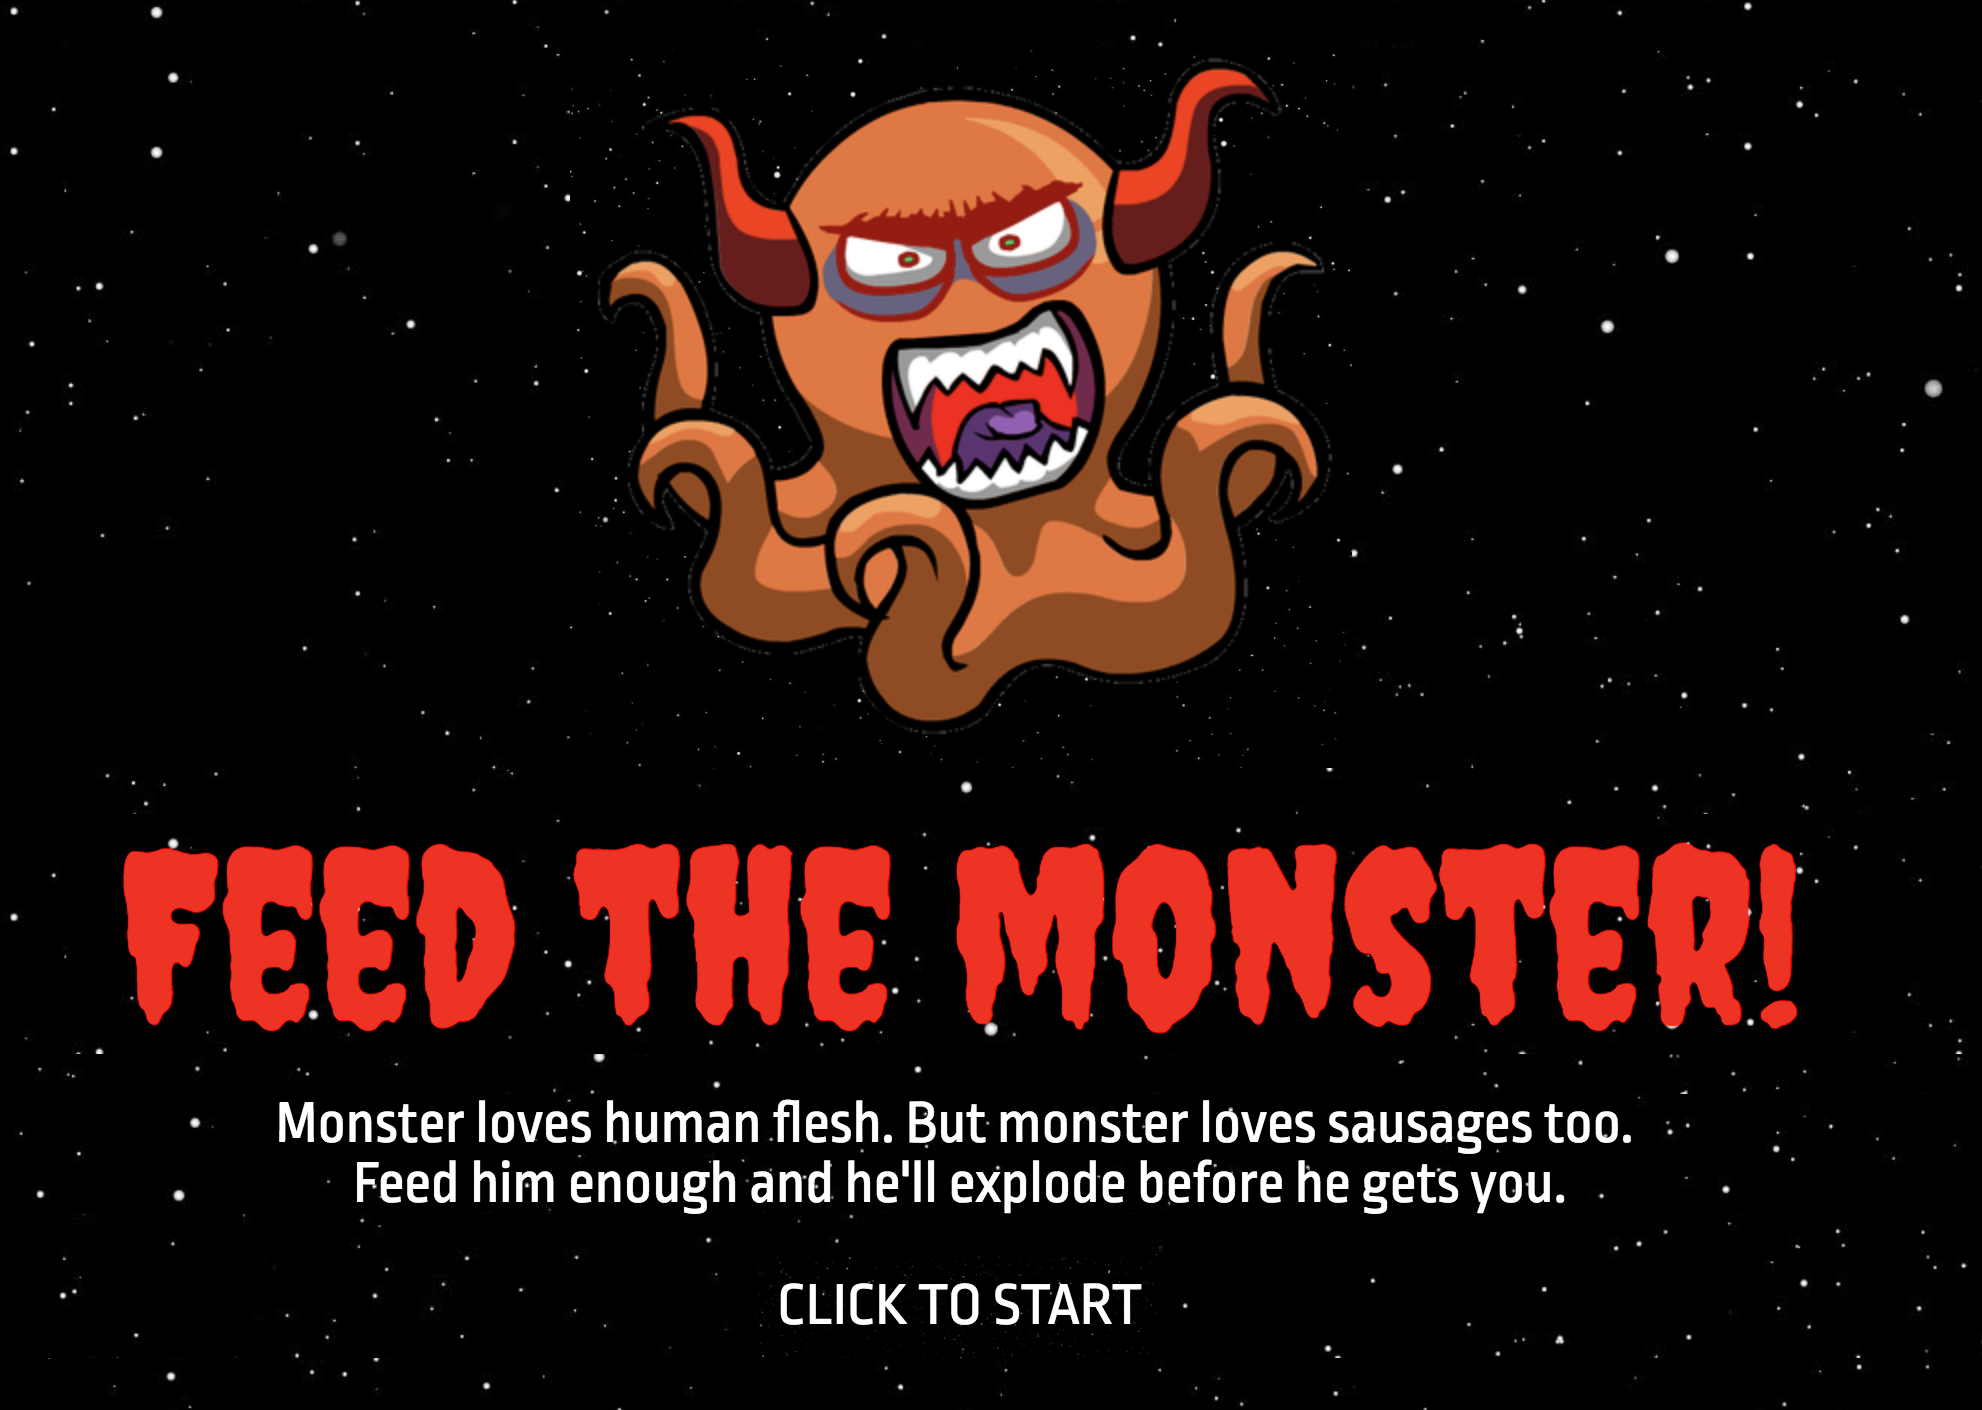 FEED THE MONSTER!
Monster loves human flesh. But monster loves sausages too.
Feed him enough and he'll explode before he gets you.
CLICK TO START